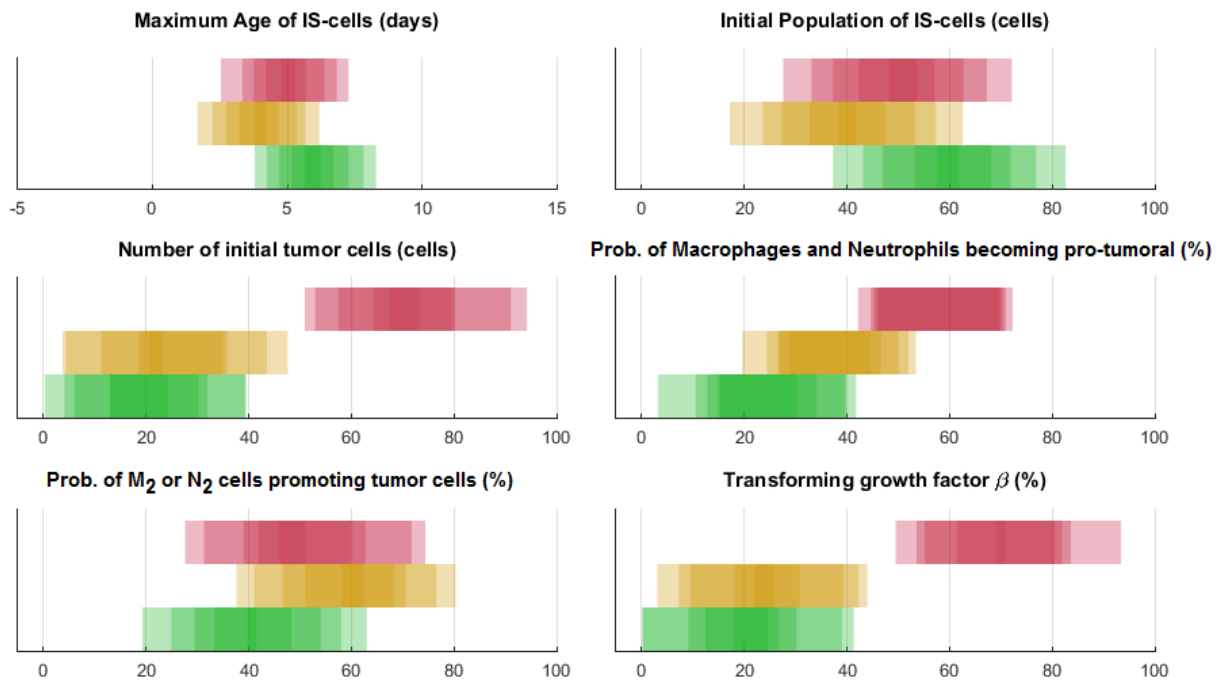 Maximum Age of IS-cells (days)
-5 0 5 10 15
Initial Population of IS-cells (cells)
0 20 40 60 80 100
Number of initial tumor cells (cells)
0 20 40 60 80 100
Prob. of Macrophages and Neutrophils becoming pro-tumoral (%)
0 20 40 60 80 100
Prob. of M2 or N2 cells promoting tumor cells (%)
0 20 40 60 80 100
Transforming growth factor β (%)
0 20 40 60 80 100